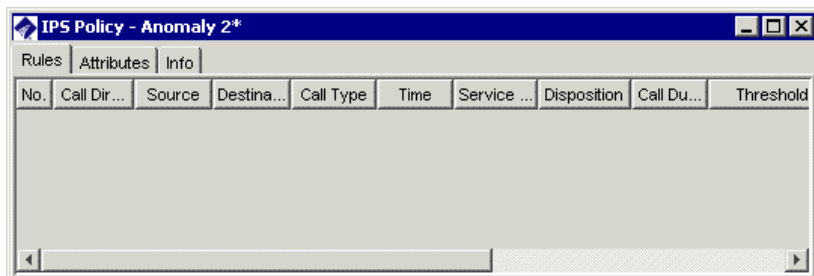 IPS Policy - Anomaly 2*
Rules Attributes Info
No. Call Dir... Source Destina... Call Type Time Service ... Disposition Call Du... Threshold